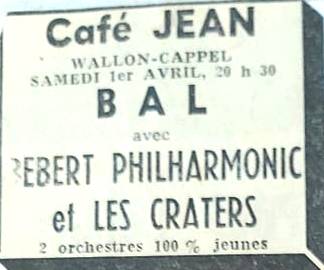 Café JEAN
WALLON-CAPPEL
SAMEDI 1er AVRIL, 20 h 30
BAL
avec
REBERT PHILHARMONIC
et LES CRATERS
2 orchestres 100 % jeunes